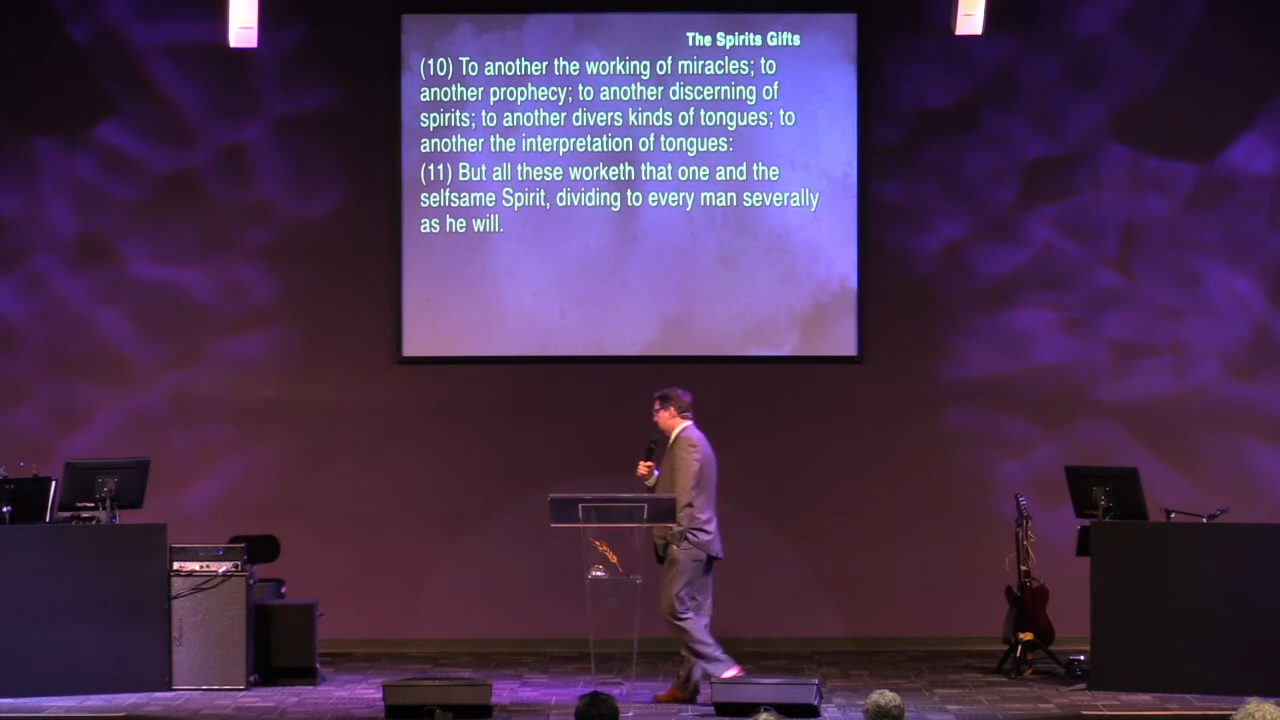 The Spirits Gifts
(10) To another the working of miracles; to
another prophecy; to another discerning of
spirits; to another divers kinds of tongues; to
another the interpretation of tongues:
(11) But all these worketh that one and the
selfsame Spirit, dividing to every man severally
as he will.